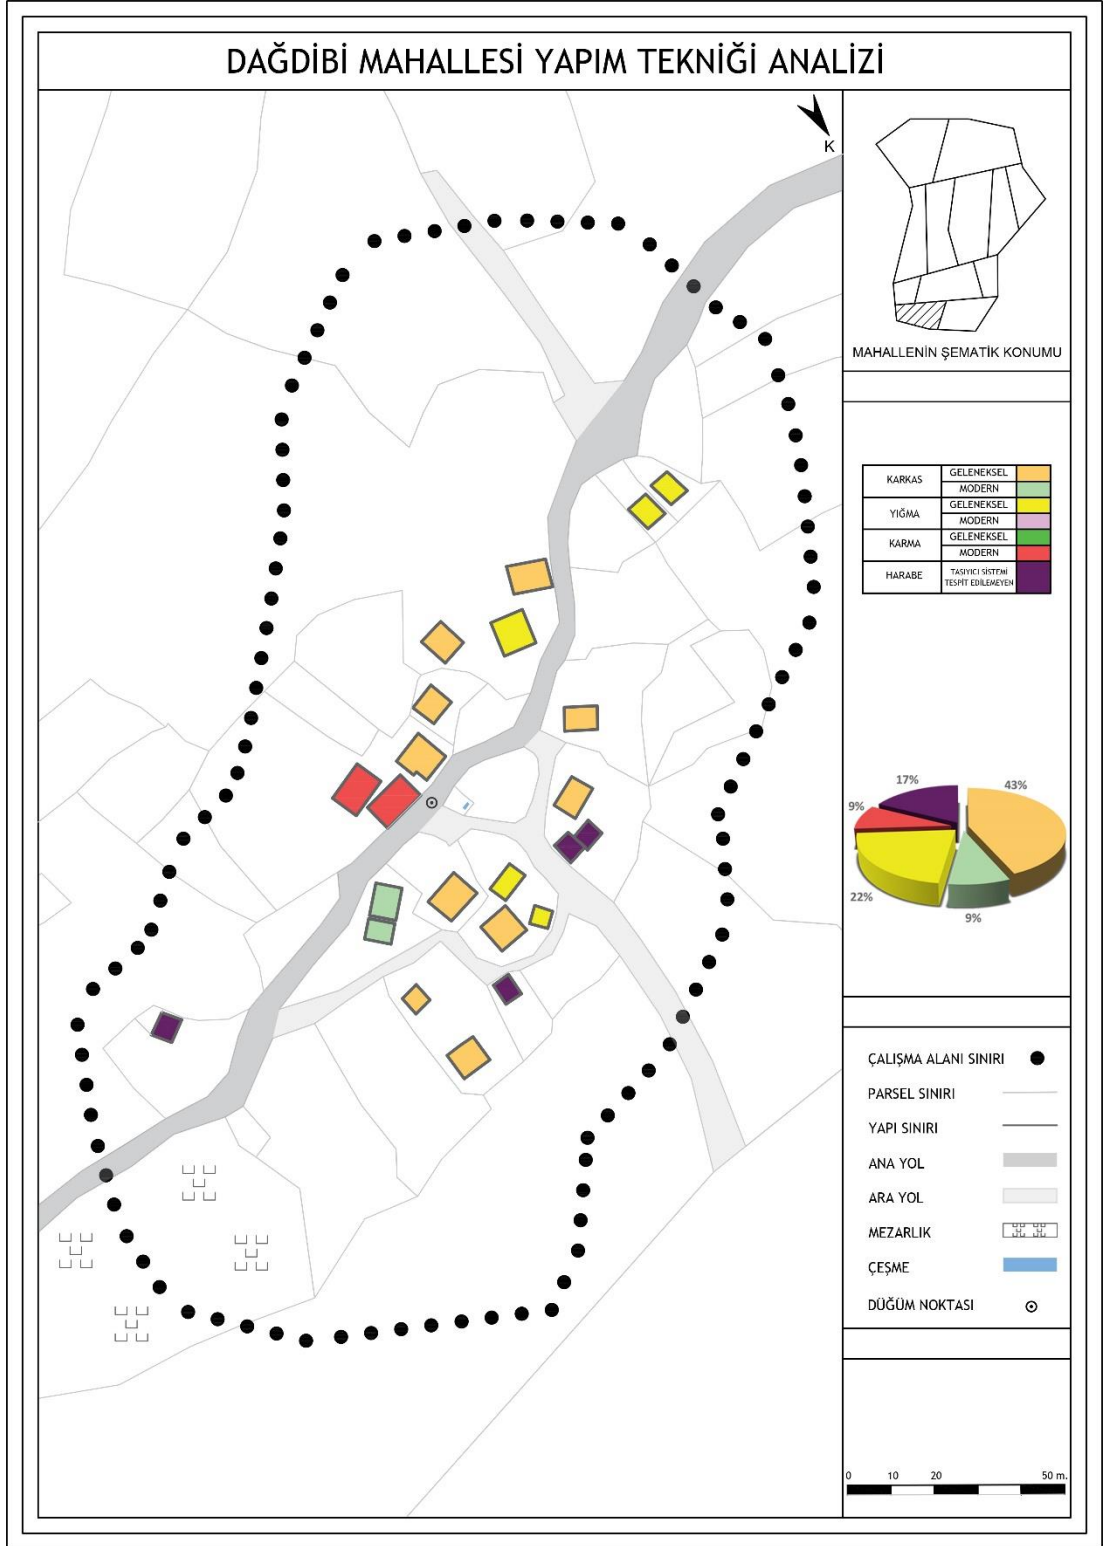 DAĞDİBİ MAHALLESİ YAPIM TEKNİĞİ ANALİZİ
K
MAHALLENİN ŞEMATİK KONUMU
KARKAS
GELENEKSEL
MODERN
YIĞMA
GELENEKSEL
MODERN
KARMA
GELENEKSEL
MODERN
HARABE
TAŞIYICI SİSTEMİ
TESPİT EDİLEMEYEN
17%
43%
9%
22%
9%
ÇALIŞMA ALANI SINIRI
PARSEL SINIRI
YAPI SINIRI
ANA YOL
ARA YOL
MEZARLIK
ÇEŞME
DÜĞÜM NOKTASI
0 10 20 50 m.